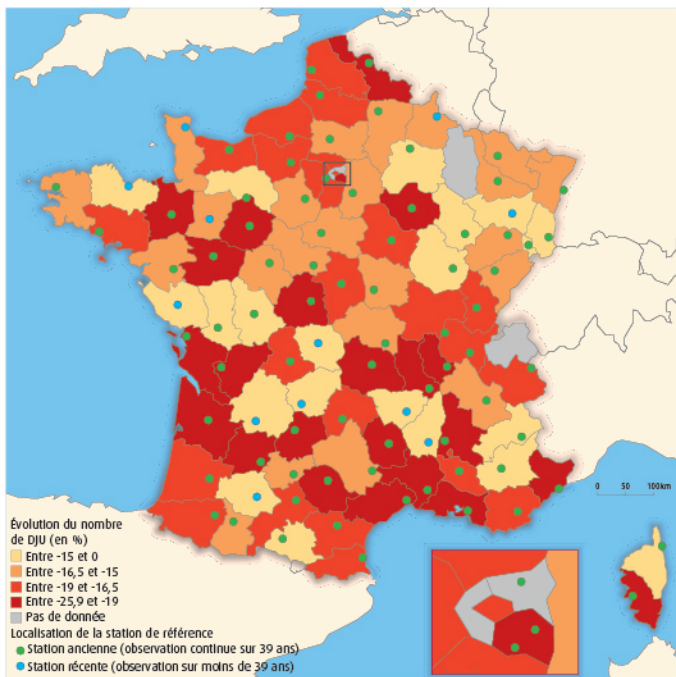 0 50 100km
Évolution du nombre
de DJU (en %)
Entre -15 et 0
Entre -16,5 et -15
Entre -19 et -16,5
Entre -25,9 et -19
Pas de donnée
Localisation de la station de référence
Station ancienne (observation continue sur 39 ans)
Station récente (observation sur moins de 39 ans)